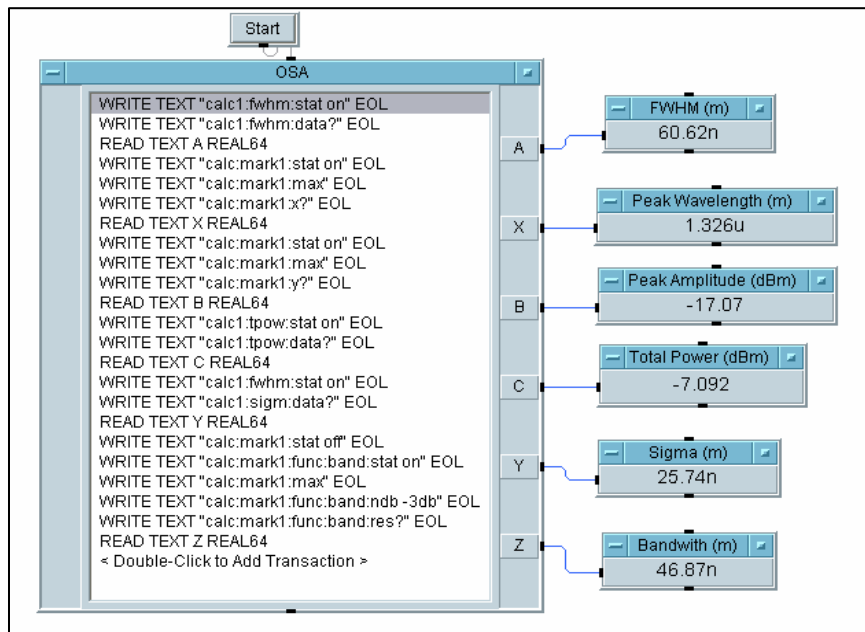 Start
OSA
WRITE TEXT "calc1:fwhm:stat on" EOL
WRITE TEXT "calc1:fwhm:data?" EOL
READ TEXT A REAL64
WRITE TEXT "calc:mark1:stat on" EOL
WRITE TEXT "calc:mark1:max" EOL
WRITE TEXT "calc:mark1:x?" EOL
READ TEXT X REAL64
WRITE TEXT "calc:mark1:stat on" EOL
WRITE TEXT "calc:mark1:max" EOL
WRITE TEXT "calc:mark1:y?" EOL
READ TEXT B REAL64
WRITE TEXT "calc1:tpow:stat on" EOL
WRITE TEXT "calc1:tpow:data?" EOL
READ TEXT C REAL64
WRITE TEXT "calc1:fwhm:stat on" EOL
WRITE TEXT "calc1:sigm:data?" EOL
READ TEXT Y REAL64
WRITE TEXT "calc:mark1:stat off" EOL
WRITE TEXT "calc:mark1:func:band:stat on" EOL
WRITE TEXT "calc:mark1:max" EOL
WRITE TEXT "calc:mark1:func:band:ndb -3db" EOL
WRITE TEXT "calc:mark1:func:band:res?" EOL
READ TEXT Z REAL64
< Double-Click to Add Transaction >
A
X
B
C
Y
Z
FWHM (m)
60.62n
Peak Wavelength (m)
1.326u
Peak Amplitude (dBm)
-17.07
Total Power (dBm)
-7.092
Sigma (m)
25.74n
Bandwith (m)
46.87n